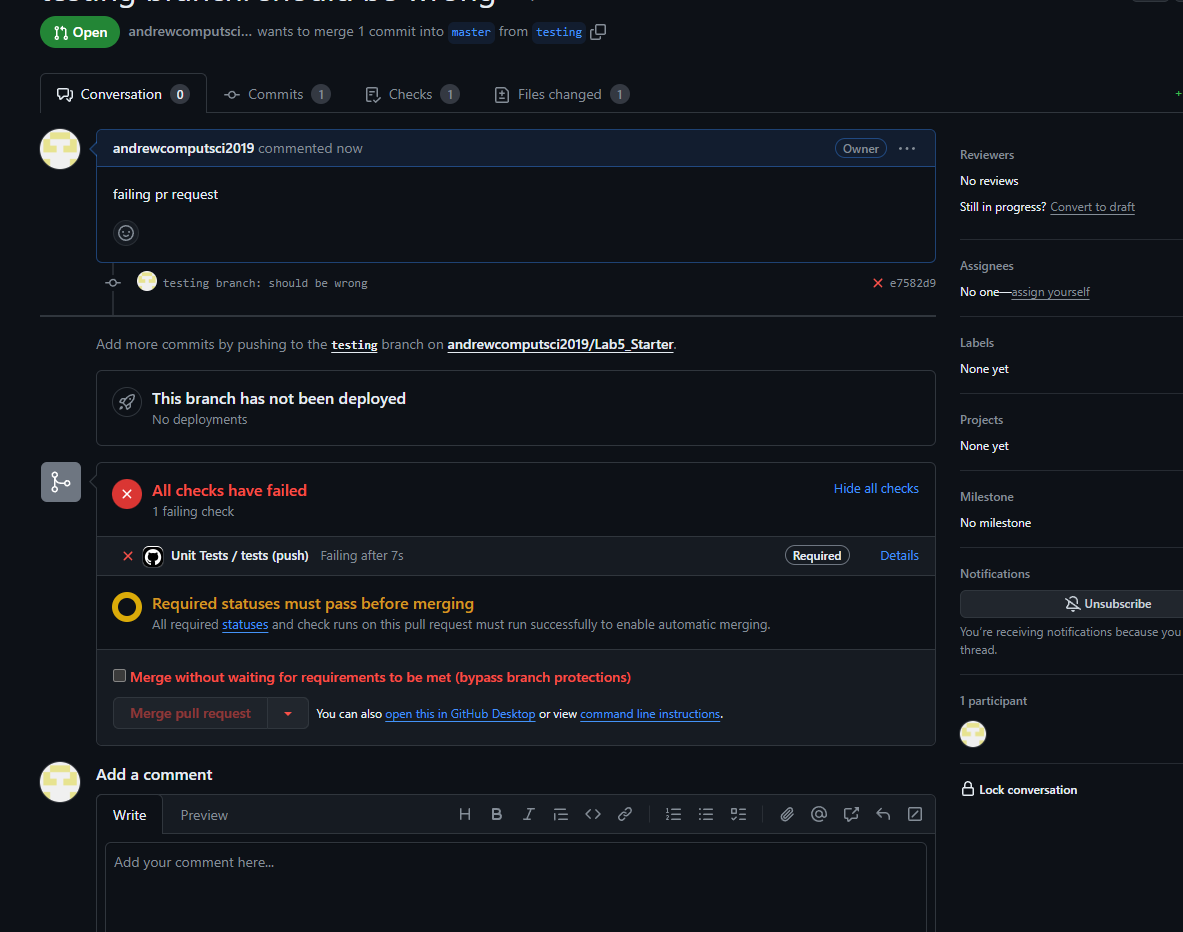 testing branch: should be wrong
Open
andrewcomputsci... wants to merge 1 commit into master from testing
Conversation 0
Commits 1
Checks 1
Files changed 1
+
andrewcomputsci2019 commented now
Owner
failing pr request
testing branch: should be wrong
e7582d9
Add more commits by pushing to the testing branch on andrewcomputsci2019/Lab5_Starter.
This branch has not been deployed
No deployments
All checks have failed
1 failing check
Hide all checks
Unit Tests / tests (push) Failing after 7s
Required
Details
Required statuses must pass before merging
All required statuses and check runs on this pull request must run successfully to enable automatic merging.
Merge without waiting for requirements to be met (bypass branch protections)
Merge pull request
You can also open this in GitHub Desktop or view command line instructions.
Add a comment
Write
Preview
Add your comment here...
Reviewers
No reviews
Still in progress? Convert to draft
Assignees
No one—assign yourself
Labels
None yet
Projects
None yet
Milestone
No milestone
Notifications
Unsubscribe
You're receiving notifications because you
thread.
1 participant
Lock conversation